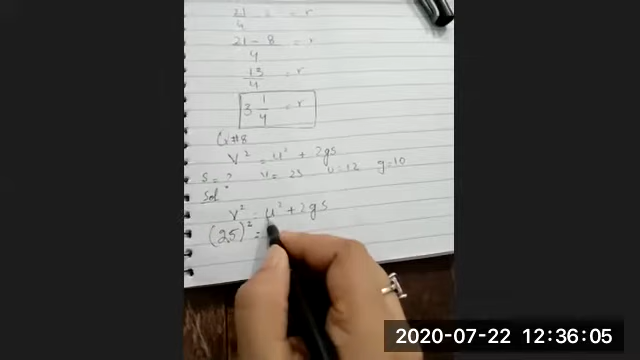 21/4 = r
21 - 8 / 4 = r
13/4 = r
3 1/4 = r
Q#8
V² = u² + 2gs
S = ? v = 25 u = 12 g = 10
Sol:
V² = u² + 2gs
(25)² =
2020-07-22 12:36:05